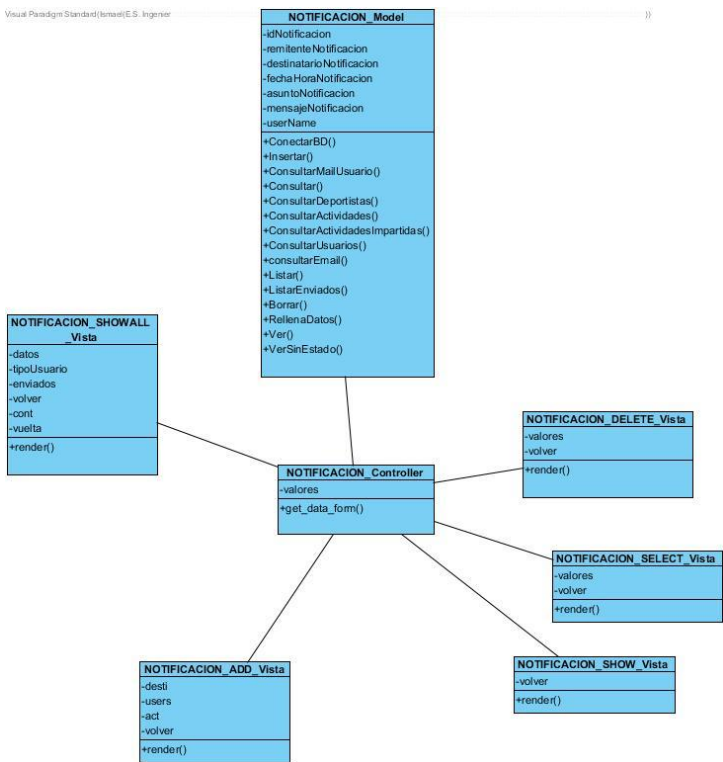 Visual Paradigm Standard(Ismael(E.S. Ingenier
))
NOTIFICACION_Model
-idNotificacion
-remitenteNotificacion
-destinatarioNotificacion
-fechaHoraNotificacion
-asuntoNotificacion
-mensajeNotificacion
-userName
+ConectarBD()
+Insertar()
+ConsultarMailUsuario()
+Consultar()
+ConsultarDeportistas()
+ConsultarActividades()
+ConsultarActividadesImpartidas()
+ConsultarUsuarios()
+consultarEmail()
+Listar()
+ListarEnviados()
+Borrar()
+RellenaDatos()
+Ver()
+VerSinEstado()
NOTIFICACION_SHOWALL
_Vista
-datos
-tipoUsuario
-enviados
-volver
-cont
-vuelta
+render()
NOTIFICACION_DELETE_Vista
-valores
-volver
+render()
NOTIFICACION_Controller
-valores
+get_data_form()
NOTIFICACION_SELECT_Vista
-valores
-volver
+render()
NOTIFICACION_ADD_Vista
-desti
-users
-act
-volver
+render()
NOTIFICACION_SHOW_Vista
-volver
+render()